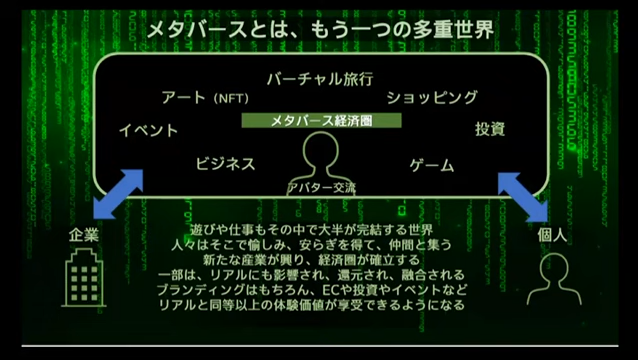 メタバースとは、もう一つの多重世界
バーチャル旅行
アート（NFT）
ショッピング
メタバース経済圏
イベント
投資
ビジネス
ゲーム
アバター交流
企業
個人
遊びや仕事もその中で大半が完結する世界
人々はそこで愉しみ、安らぎを得て、仲間と集う
新たな産業が興り、経済圏が確立する
一部は、リアルにも影響され、還元され、融合される
ブランディングはもちろん、ECや投資やイベントなど
リアルと同等以上の体験価値が享受できるようになる